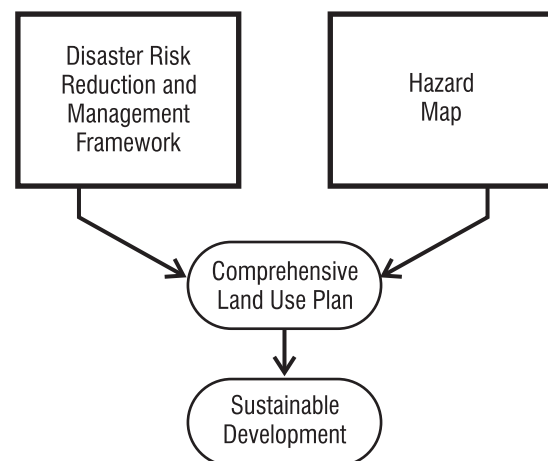 Disaster Risk
Reduction and
Management
Framework
Hazard
Map
Comprehensive
Land Use Plan
Sustainable
Development